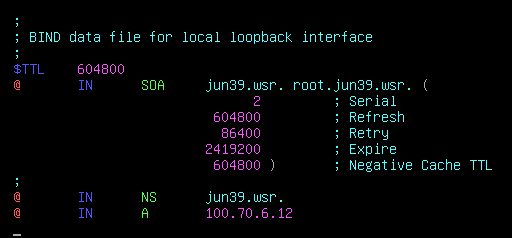 ;
; BIND data file for local loopback interface
;
$TTL    604800
@       IN      SOA     jun39.wsr. root.jun39.wsr. (
                              2         ; Serial
                         604800         ; Refresh
                          86400         ; Retry
                        2419200         ; Expire
                         604800 )       ; Negative Cache TTL
;
@       IN      NS      jun39.wsr.
@       IN      A       100.70.6.12